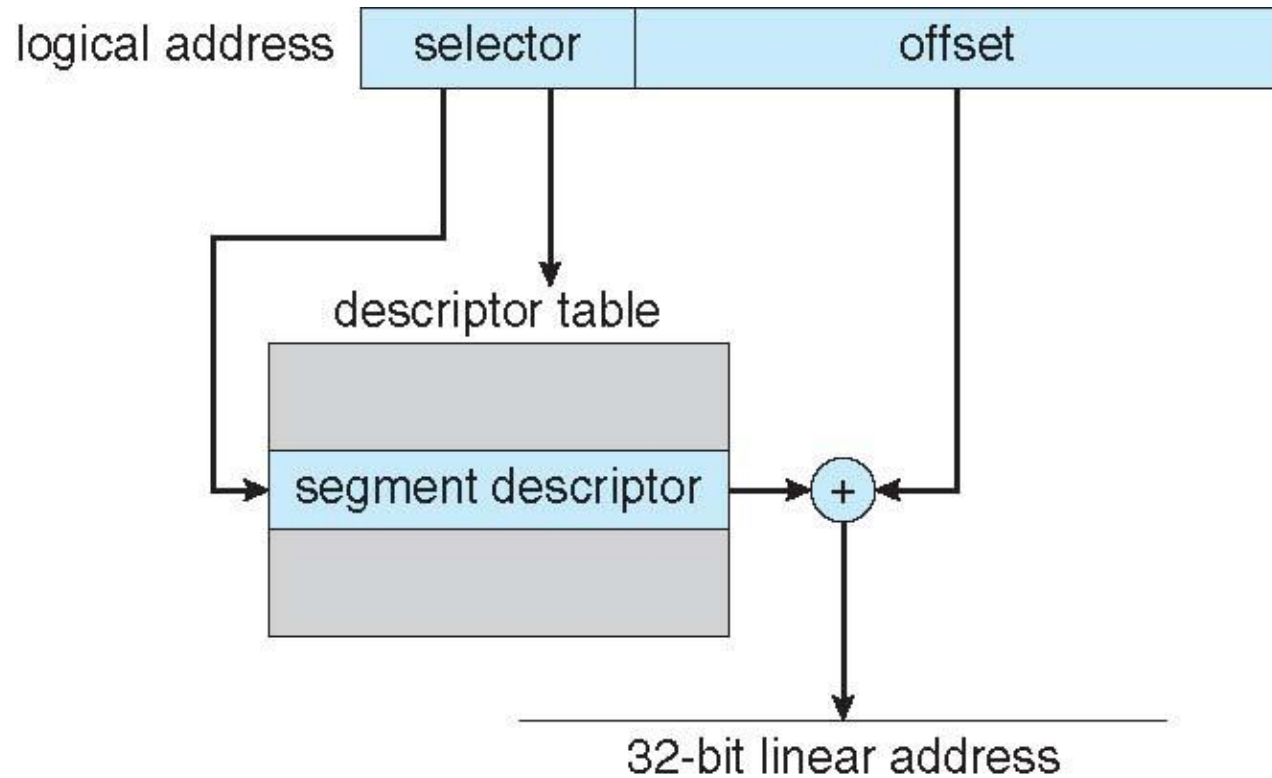 logical address selector offset
descriptor table
segment descriptor +
32-bit linear address